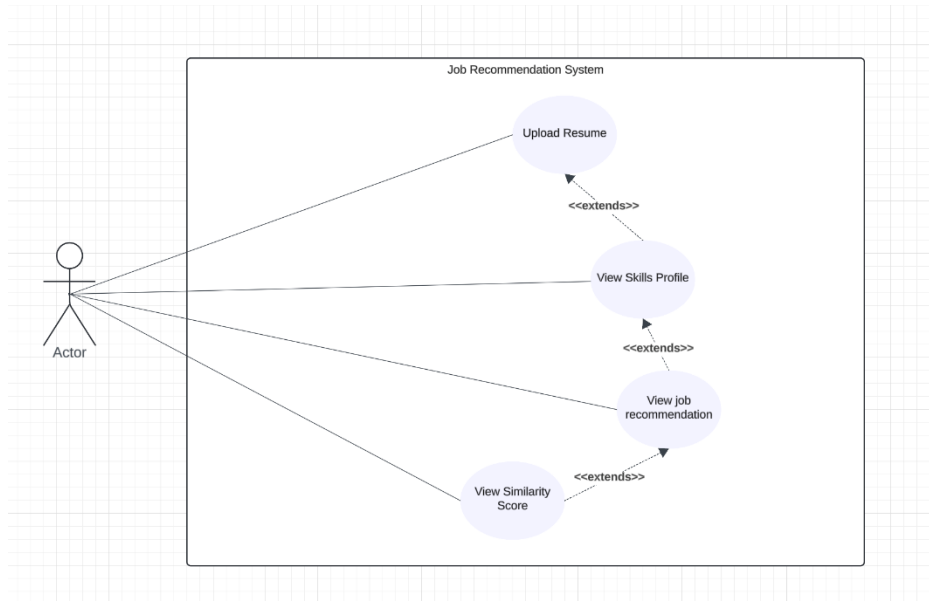 Job Recommendation System
Upload Resume
<<extends>>
View Skills Profile
<<extends>>
Actor
View job
recommendation
<<extends>>
View Similarity
Score